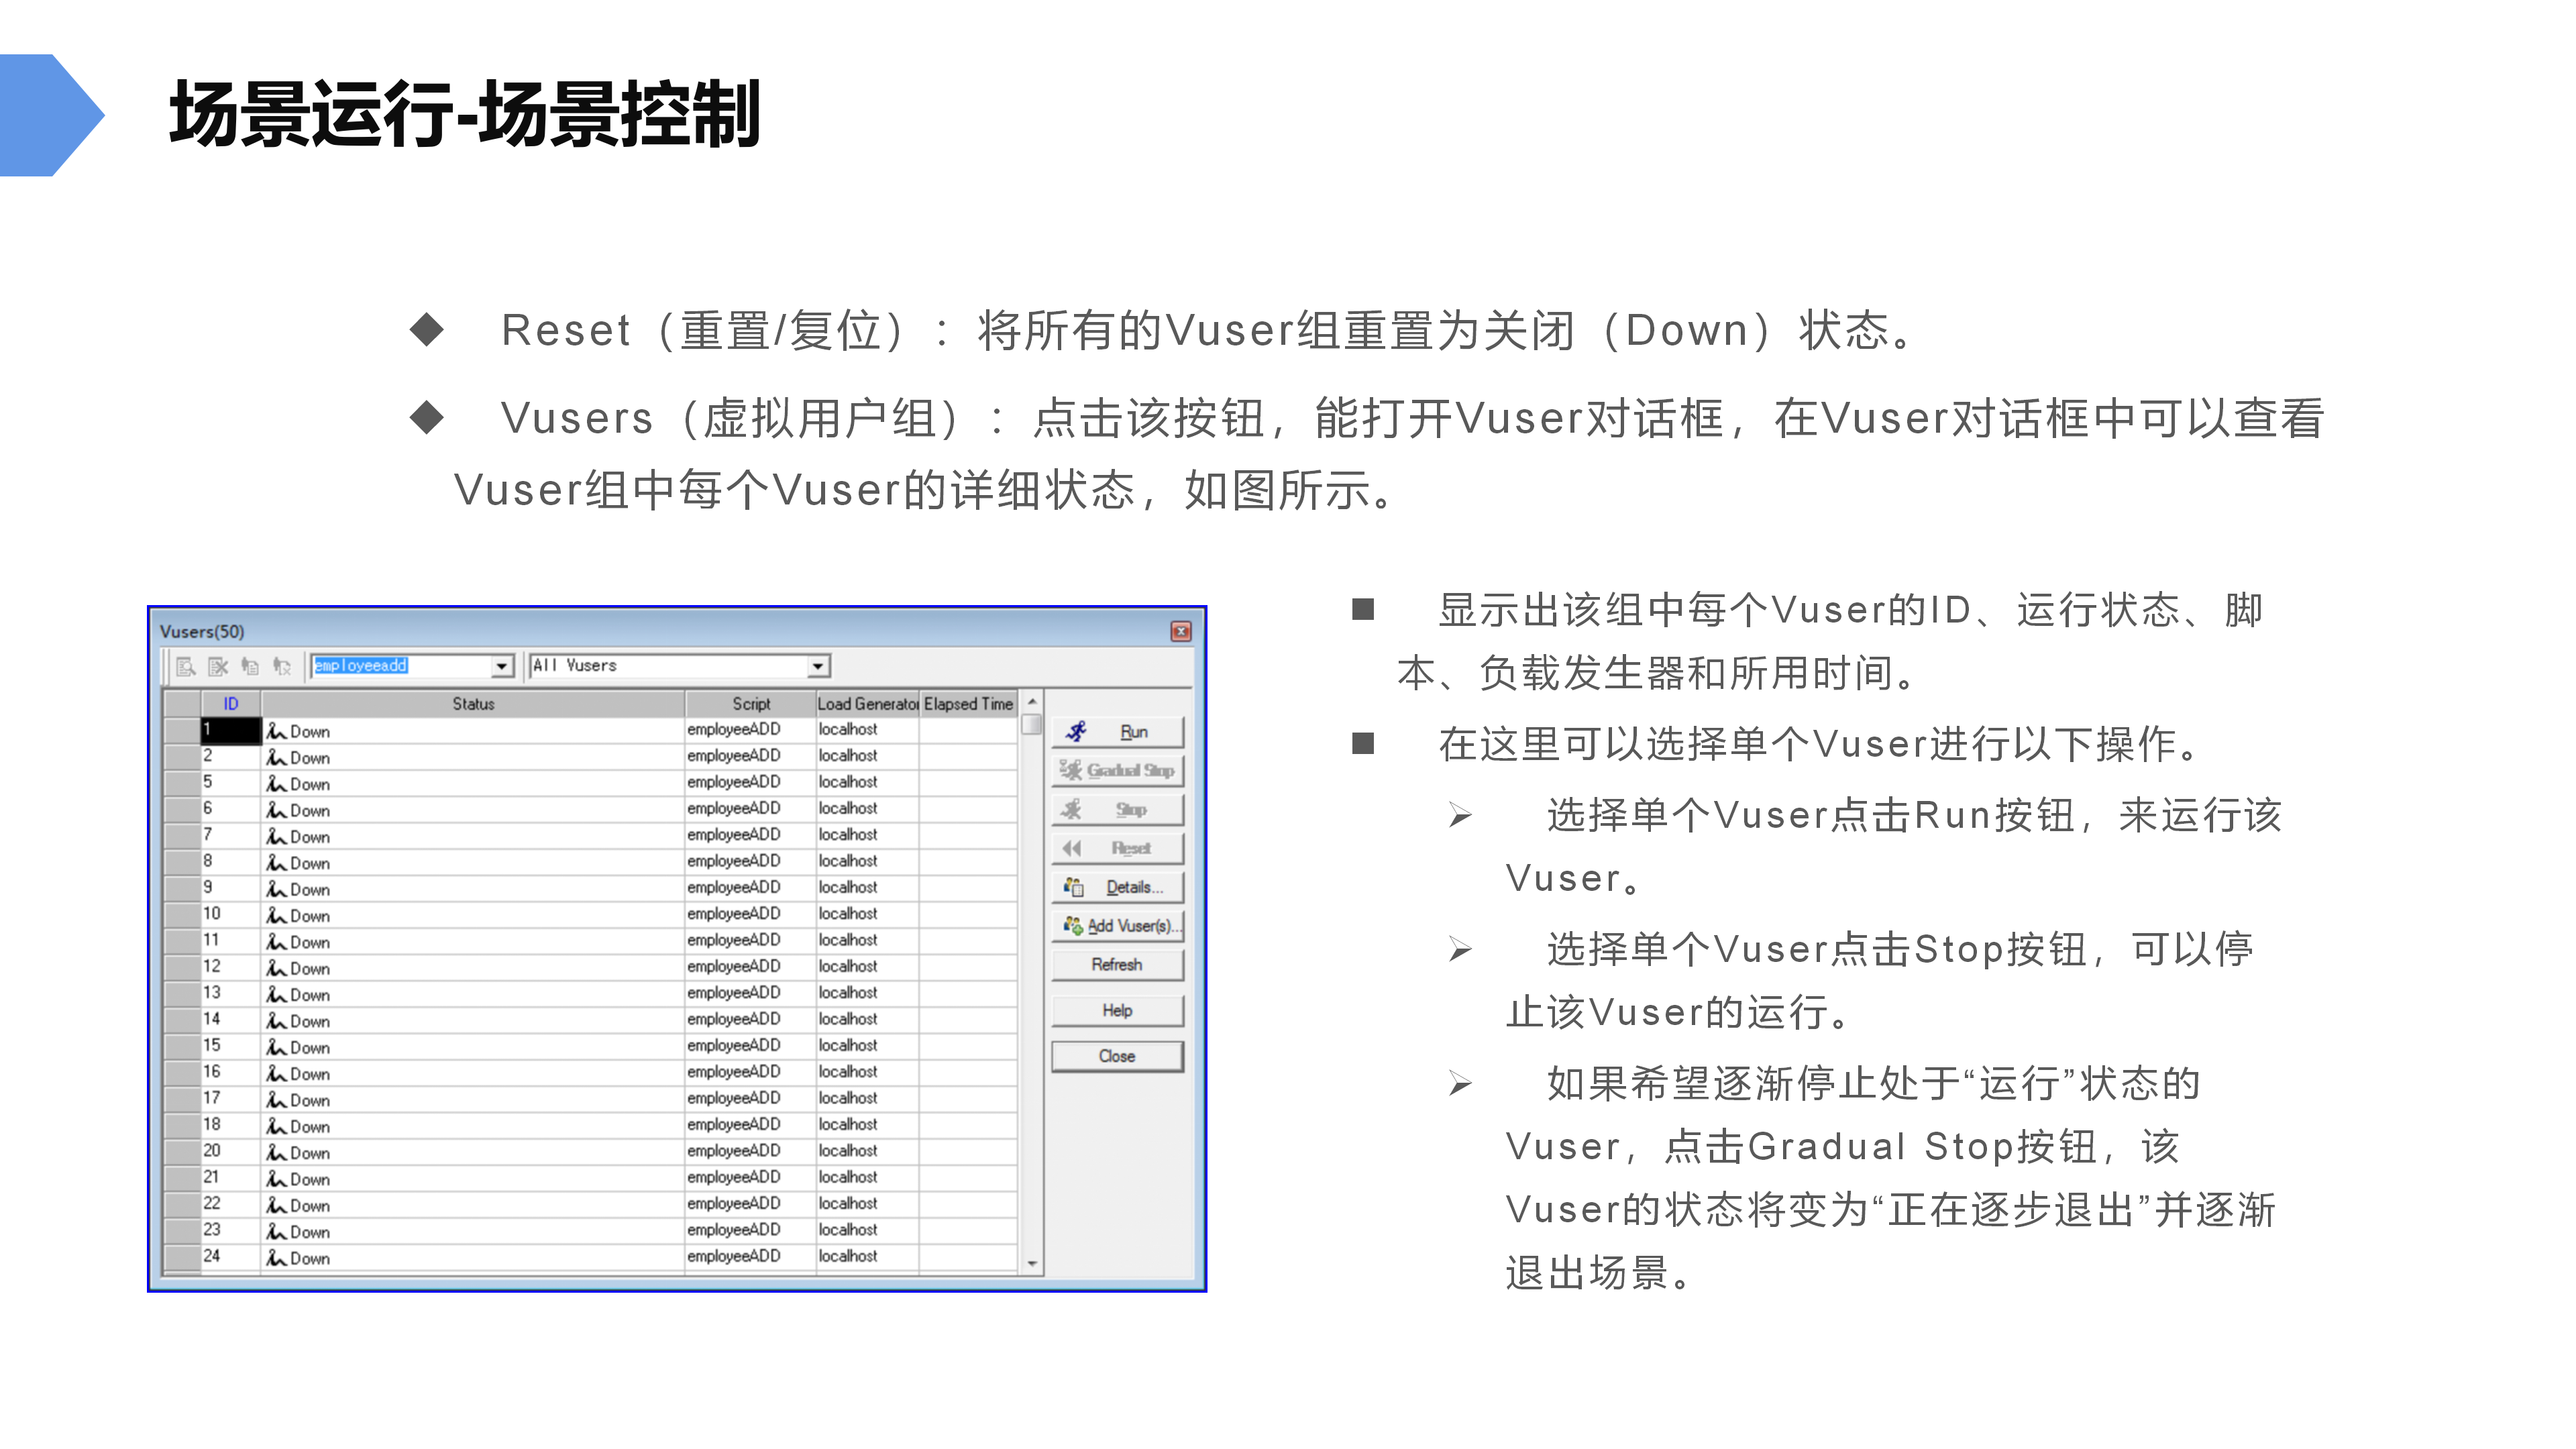 场景运行-场景控制
◆ Reset（重置/复位）：将所有的Vuser组重置为关闭（Down）状态。
◆ Vusers（虚拟用户组）：点击该按钮，能打开Vuser对话框，在Vuser对话框中可以查看
Vuser组中每个Vuser的详细状态，如图所示。
Vusers(50)
employeeadd All Vusers
ID Status Script Load Generator Elapsed Time
1 Down employeeADD localhost
2 Down employeeADD localhost
5 Down employeeADD localhost
6 Down employeeADD localhost
7 Down employeeADD localhost
8 Down employeeADD localhost
9 Down employeeADD localhost
10 Down employeeADD localhost
11 Down employeeADD localhost
12 Down employeeADD localhost
13 Down employeeADD localhost
14 Down employeeADD localhost
15 Down employeeADD localhost
16 Down employeeADD localhost
17 Down employeeADD localhost
18 Down employeeADD localhost
20 Down employeeADD localhost
21 Down employeeADD localhost
22 Down employeeADD localhost
23 Down employeeADD localhost
24 Down employeeADD localhost
Run
Gradual Stop
Stop
Reset
Details...
Add Vuser(s)...
Refresh
Help
Close
■ 显示出该组中每个Vuser的ID、运行状态、脚
本、负载发生器和所用时间。
■ 在这里可以选择单个Vuser进行以下操作。
➢ 选择单个Vuser点击Run按钮，来运行该
Vuser。
➢ 选择单个Vuser点击Stop按钮，可以停
止该Vuser的运行。
➢ 如果希望逐渐停止处于“运行”状态的
Vuser，点击Gradual Stop按钮，该
Vuser的状态将变为“正在逐步退出”并逐渐
退出场景。